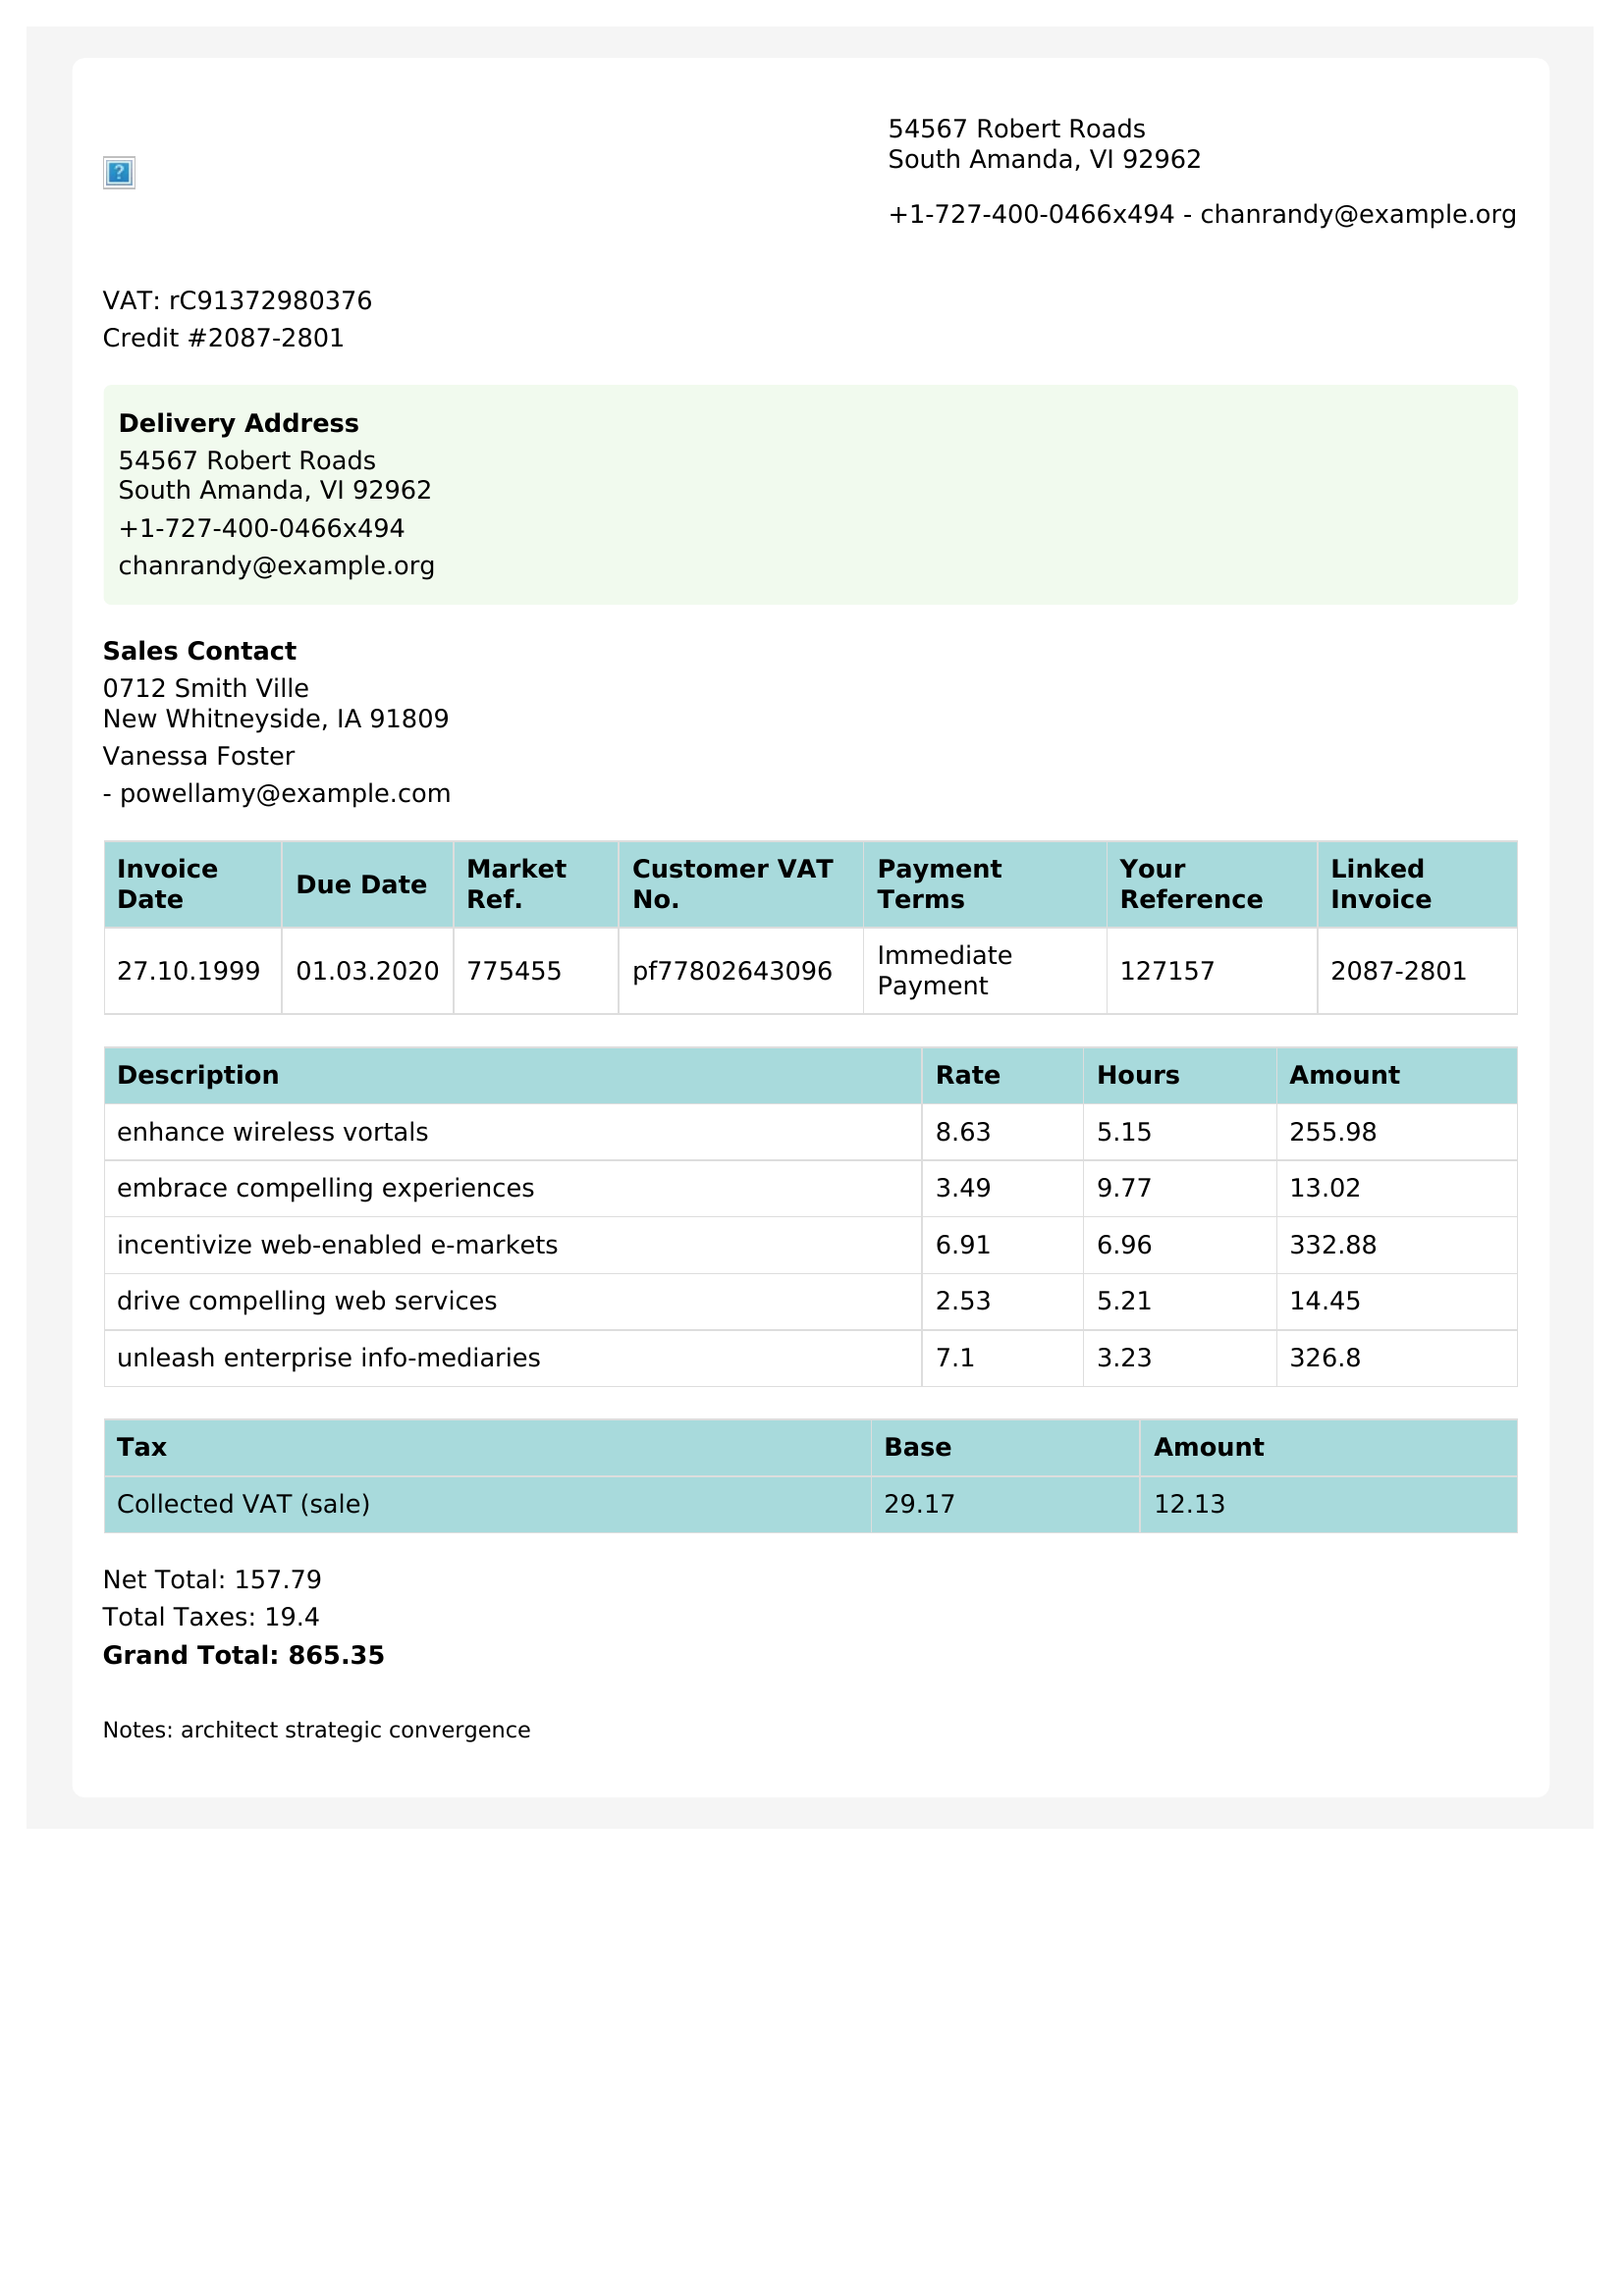 54567 Robert Roads
South Amanda, VI 92962
+1-727-400-0466x494 - chanrandy@example.org
VAT: rC91372980376
Credit #2087-2801
Delivery Address
54567 Robert Roads
South Amanda, VI 92962
+1-727-400-0466x494
chanrandy@example.org
Sales Contact
0712 Smith Ville
New Whitneyside, IA 91809
Vanessa Foster
- powellamy@example.com
Invoice Date Due Date Market Ref. Customer VAT No. Payment Terms Your Reference Linked Invoice
27.10.1999 01.03.2020 775455 pf77802643096 Immediate Payment 127157 2087-2801
Description Rate Hours Amount
enhance wireless vortals 8.63 5.15 255.98
embrace compelling experiences 3.49 9.77 13.02
incentivize web-enabled e-markets 6.91 6.96 332.88
drive compelling web services 2.53 5.21 14.45
unleash enterprise info-mediaries 7.1 3.23 326.8
Tax Base Amount
Collected VAT (sale) 29.17 12.13
Net Total: 157.79
Total Taxes: 19.4
Grand Total: 865.35
Notes: architect strategic convergence